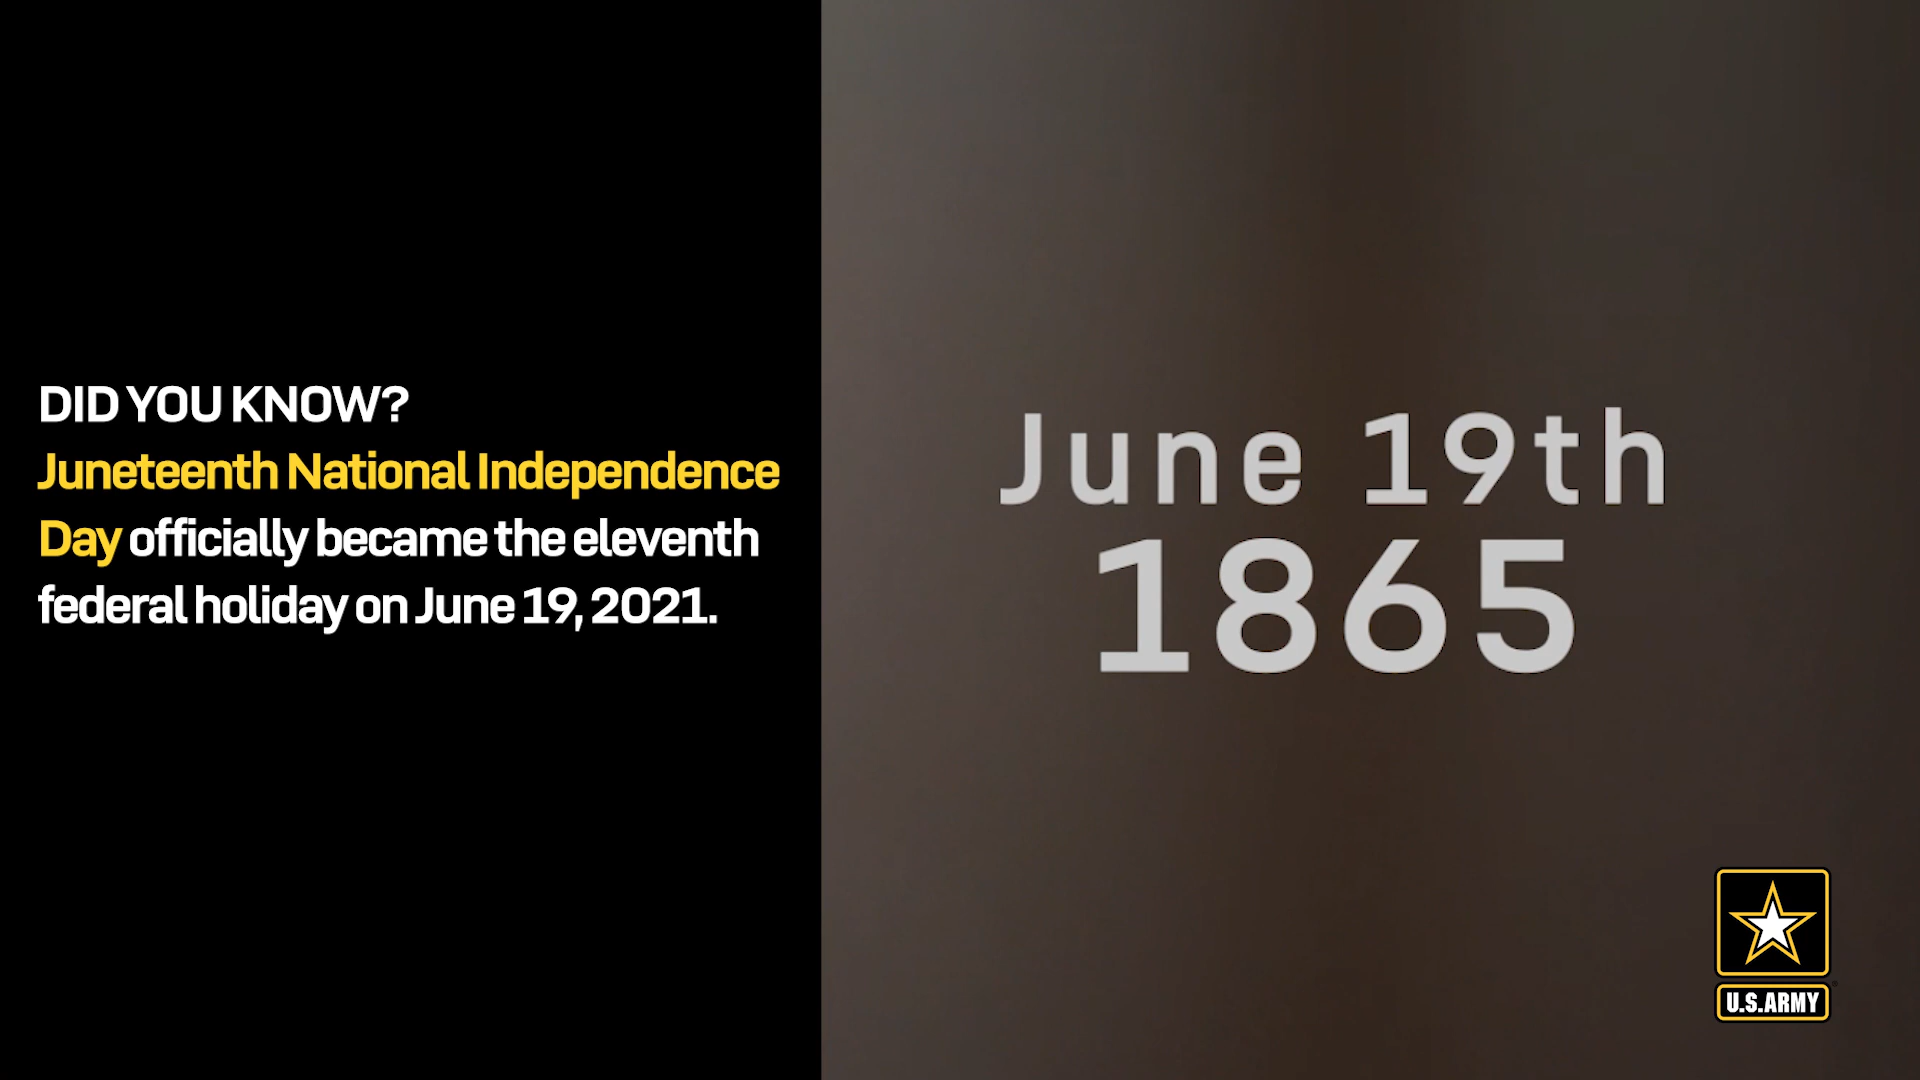 DID YOU KNOW?
Juneteenth National Independence
Day officially became the eleventh
federal holiday on June 19, 2021.
June 19th
1865
U.S.ARMY